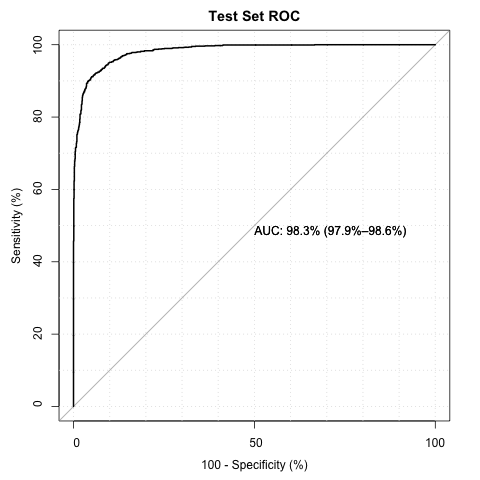 Test Set ROC
100
80
60
40
20
0
Sensitivity (%)
AUC: 98.3% (97.9%–98.6%)
0 50 100
100 - Specificity (%)